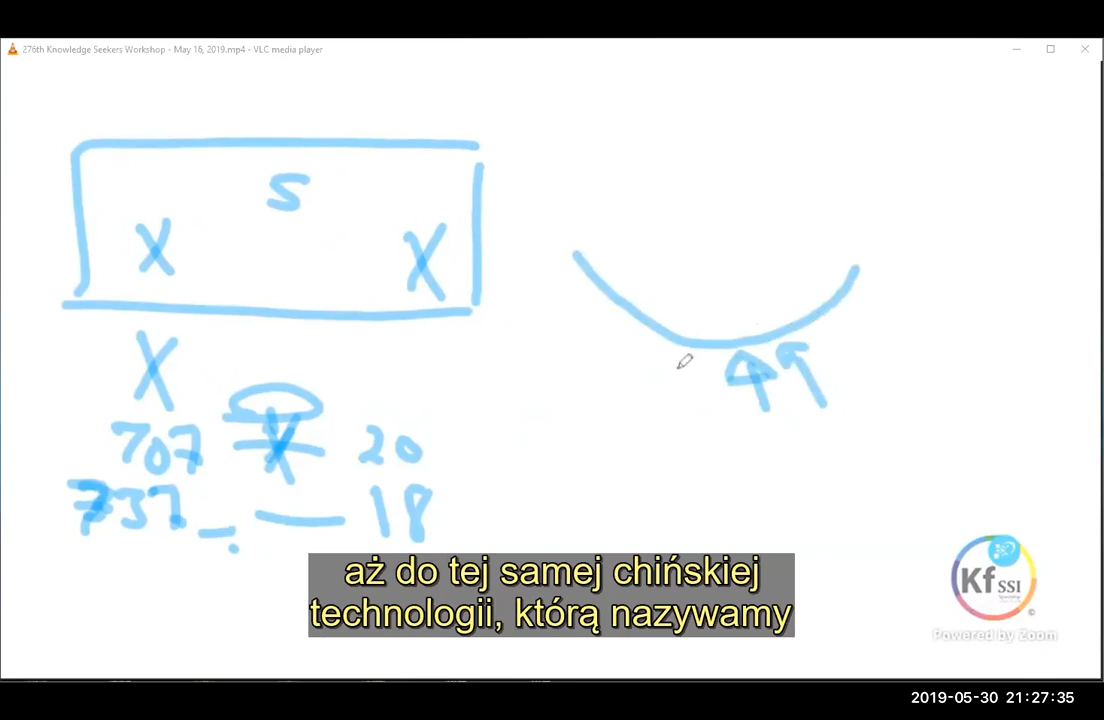 276th Knowledge Seekers Workshop - May 16, 2019.mp4 - VLC media player
S
X X
X
707 X 20
737 18
aż do tej samej chińskiej
technologii, którą nazywamy
Kf SSI
Powered by Zoom
2019-05-30 21:27:35